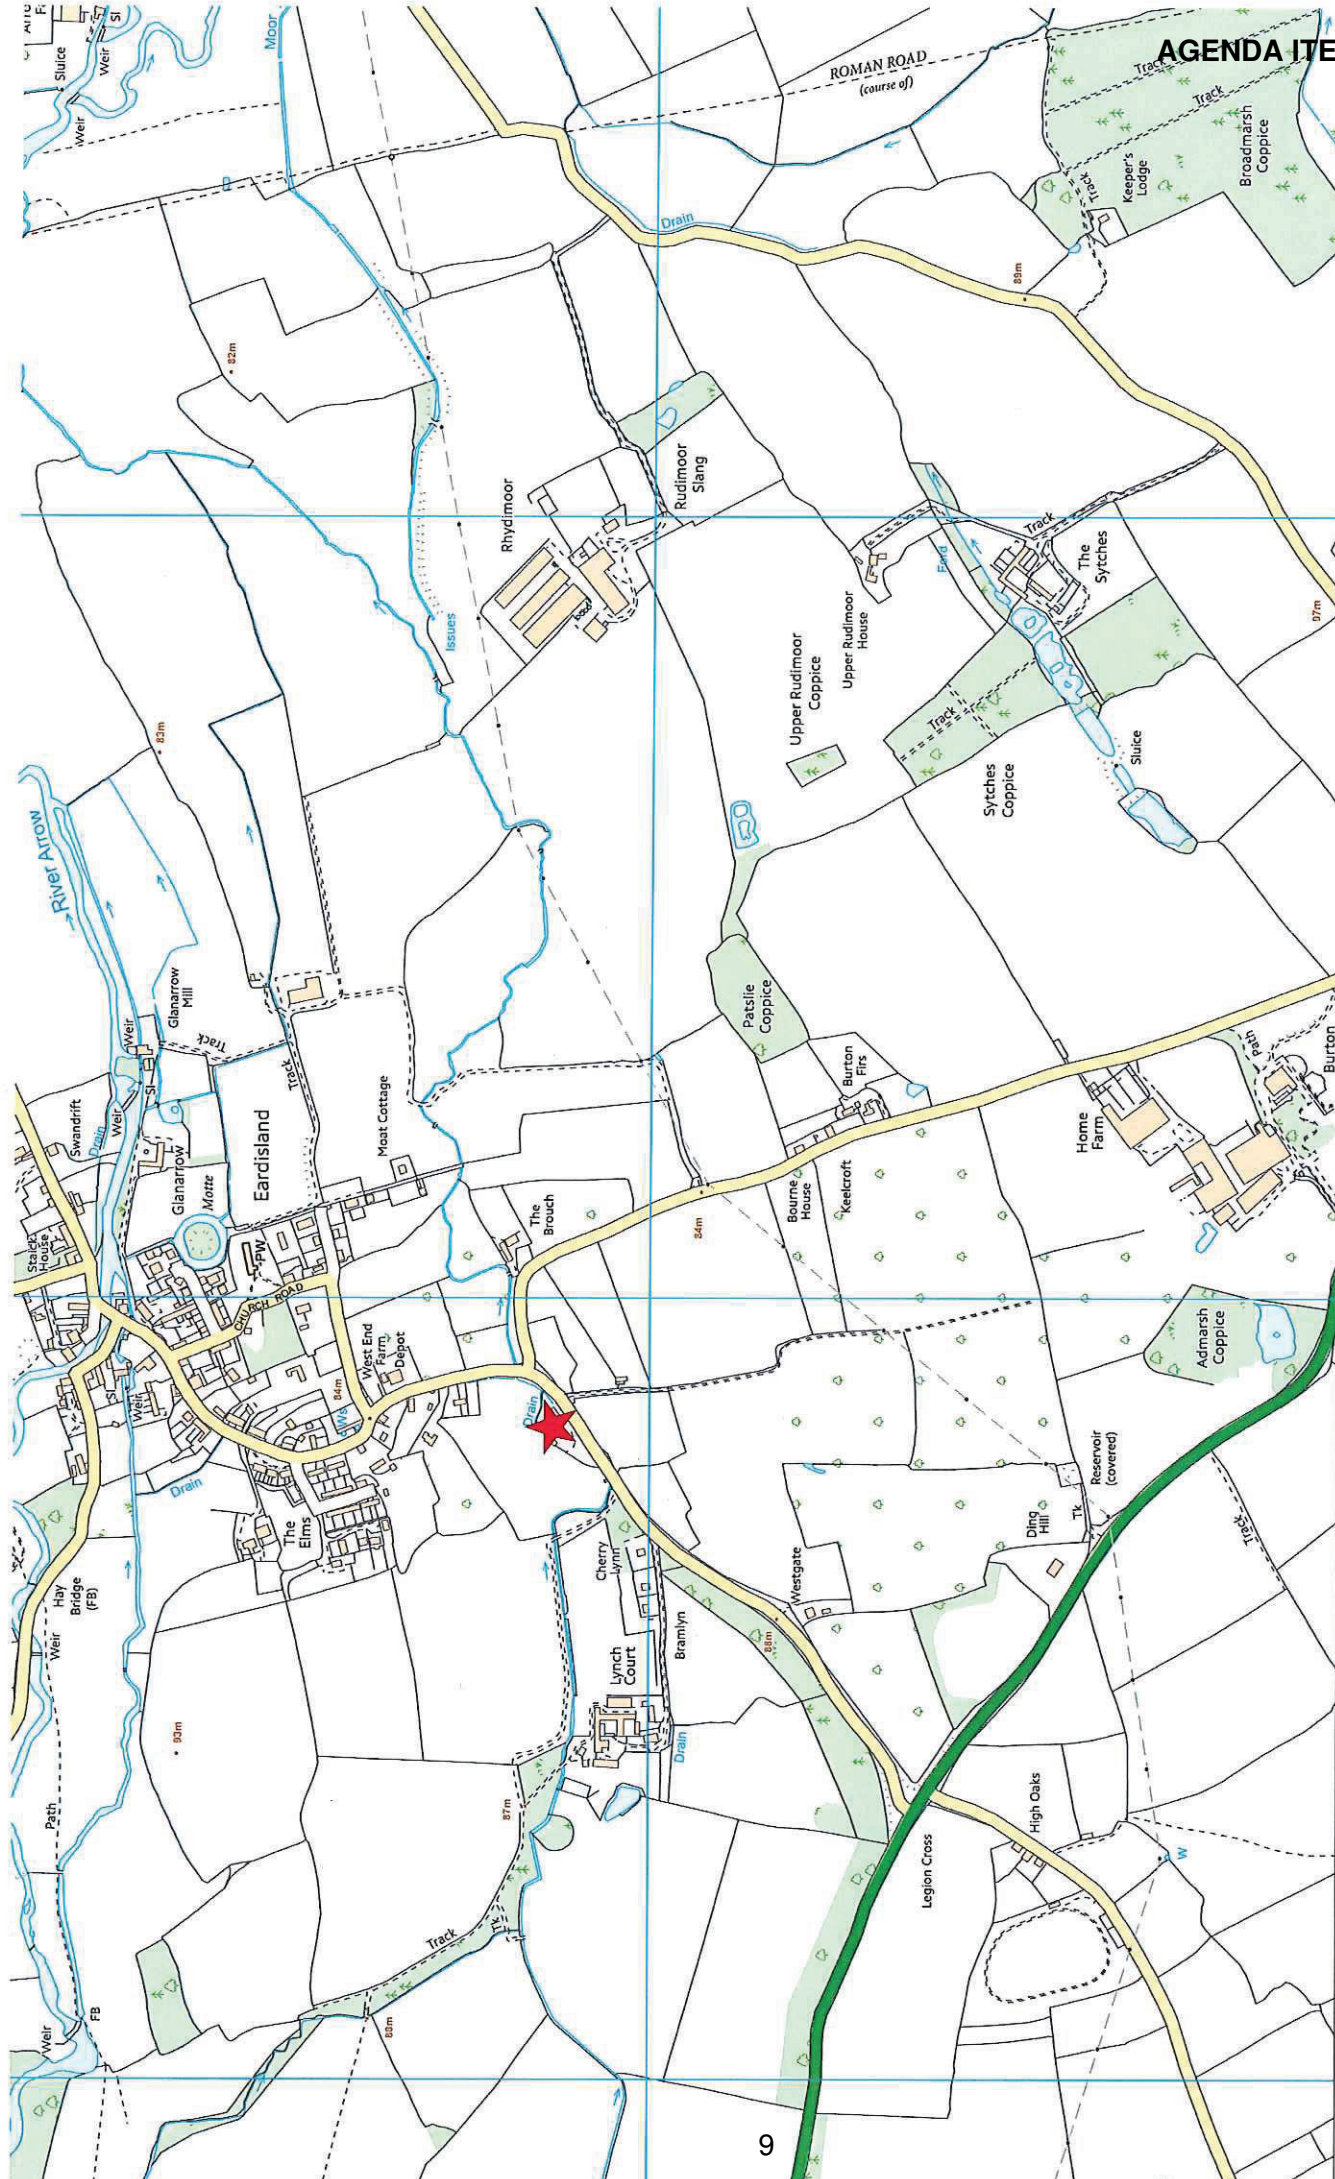 AGENDA ITE
Sluice
Weir
Sl
Weir
Moor
ROMAN ROAD
(course of)
Track
Track
Broadmarsh
Coppice
Keeper's
Lodge
Track
Drain
89m
82m
Rhydimoor
Rudimoor
Slang
Issues
Track
The
Sytches
Ford
Upper Rudimoor
House
Upper Rudimoor
Coppice
97m
83m
Track
Sytches
Coppice
Sluice
River Arrow
Glanarrow
Mill
Weir
Track
Sl
Track
Patslie
Coppice
Burton
Firs
Path
Burton
Home
Farm
Swandrift
Drain
Weir
Glanarrow
Motte
Eardisland
Moat Cottage
The
Brouch
84m
Bourne
House
Keelcroft
Staick
House
PW
CHURCH ROAD
West End
Farm
Depot
84m
Ws
Admarsh
Coppice
Sl
Weir
Drain
Drain
The
Elms
Hay
Bridge
(FB)
Weir
Cherry
Lynn
Lynch
Court
Bramlyn
Drain
Westgate
88m
Ding
Hill
Tk
Reservoir
(covered)
Track
93m
Path
87m
Track
Tk
88m
Weir
FB
Legion Cross
High Oaks
W
9